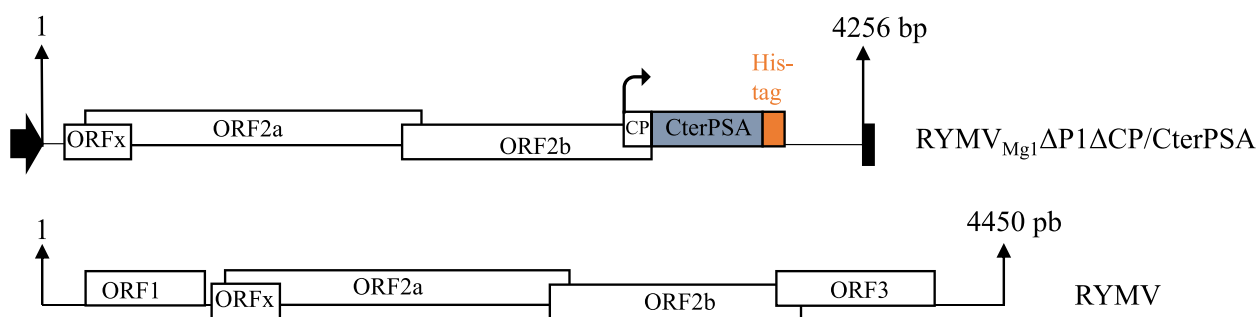 1
4256 bp
His-
tag
ORFx
ORF2a
ORF2b
CP
CterPSA
RYMVMg1ΔP1ΔCP/CterPSA
1
4450 pb
ORF1
ORFx
ORF2a
ORF2b
ORF3
RYMV